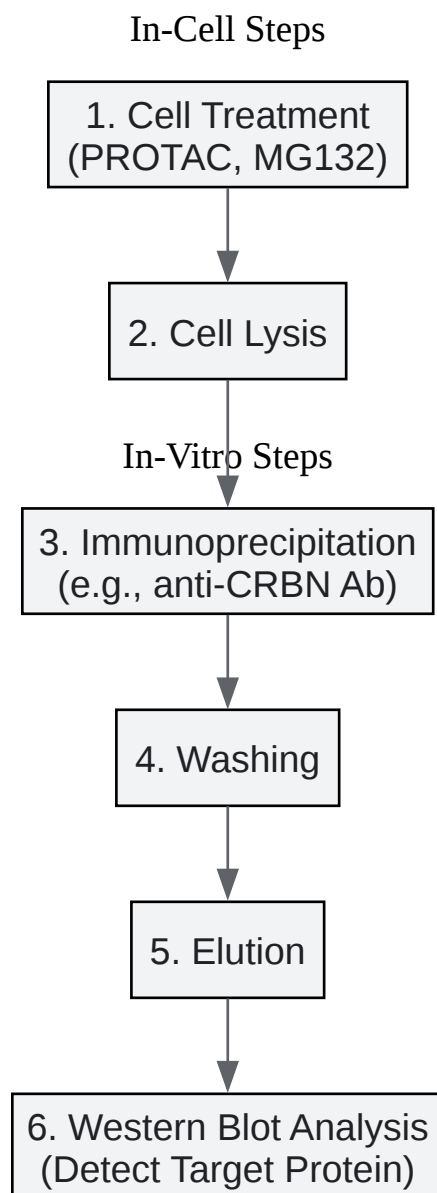 In-Cell Steps
1. Cell Treatment
(PROTAC, MG132)
2. Cell Lysis
In-Vitro Steps
3. Immunoprecipitation
(e.g., anti-CRBN Ab)
4. Washing
5. Elution
6. Western Blot Analysis
(Detect Target Protein)